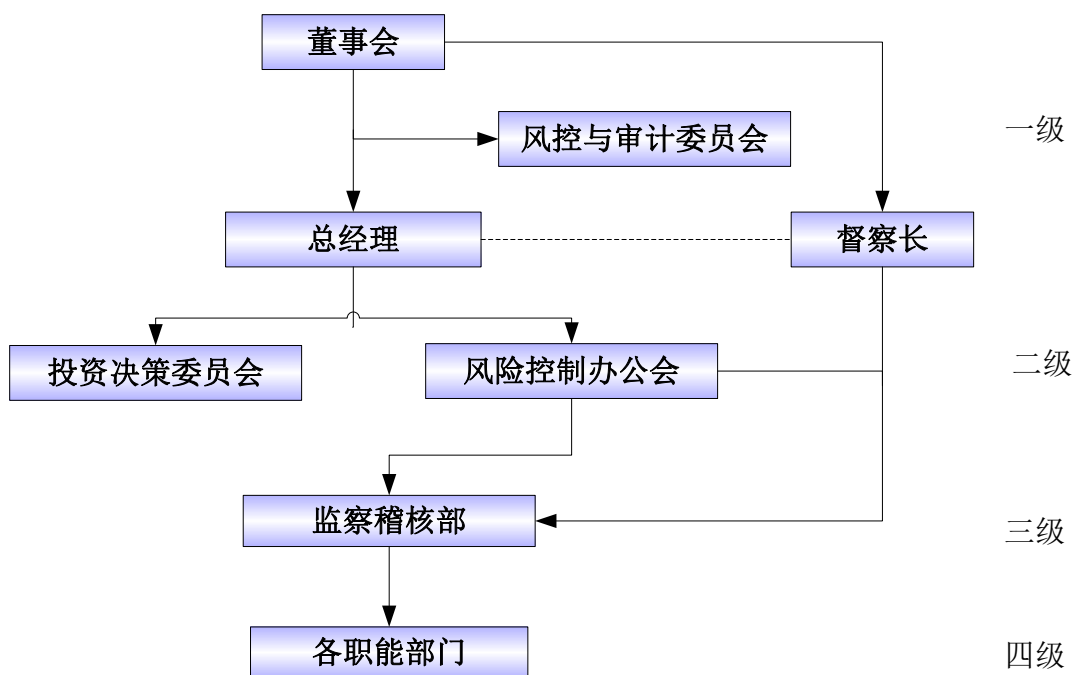 董事会
风控与审计委员会
一级
总经理
督察长
投资决策委员会
风险控制办公会
二级
监察稽核部
三级
各职能部门
四级